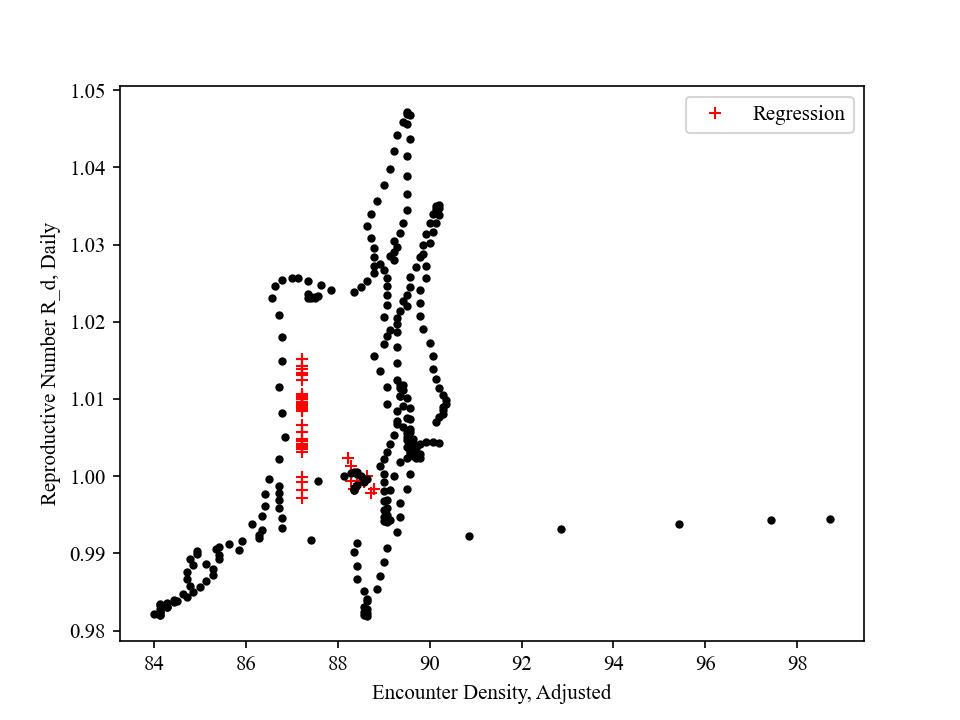 Regression
1.05
1.04
1.03
1.02
1.01
1.00
0.99
0.98
Reproductive Number R_d, Daily
84 86 88 90 92 94 96 98
Encounter Density, Adjusted